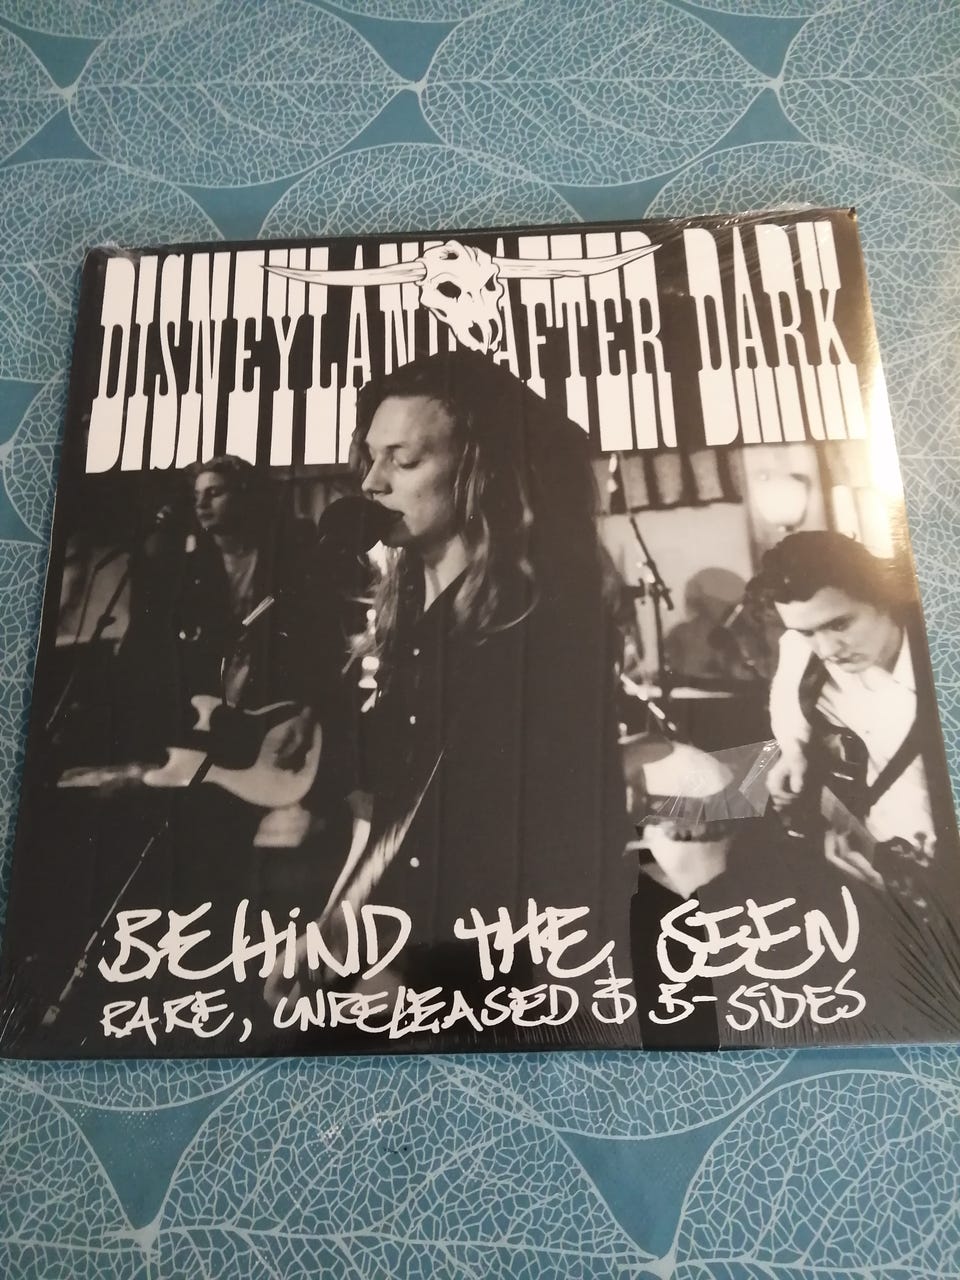 DISNEYLAND AFTER DARK
BEHIND THE SEEN
RARE, UNRELEASED & B-SIDES